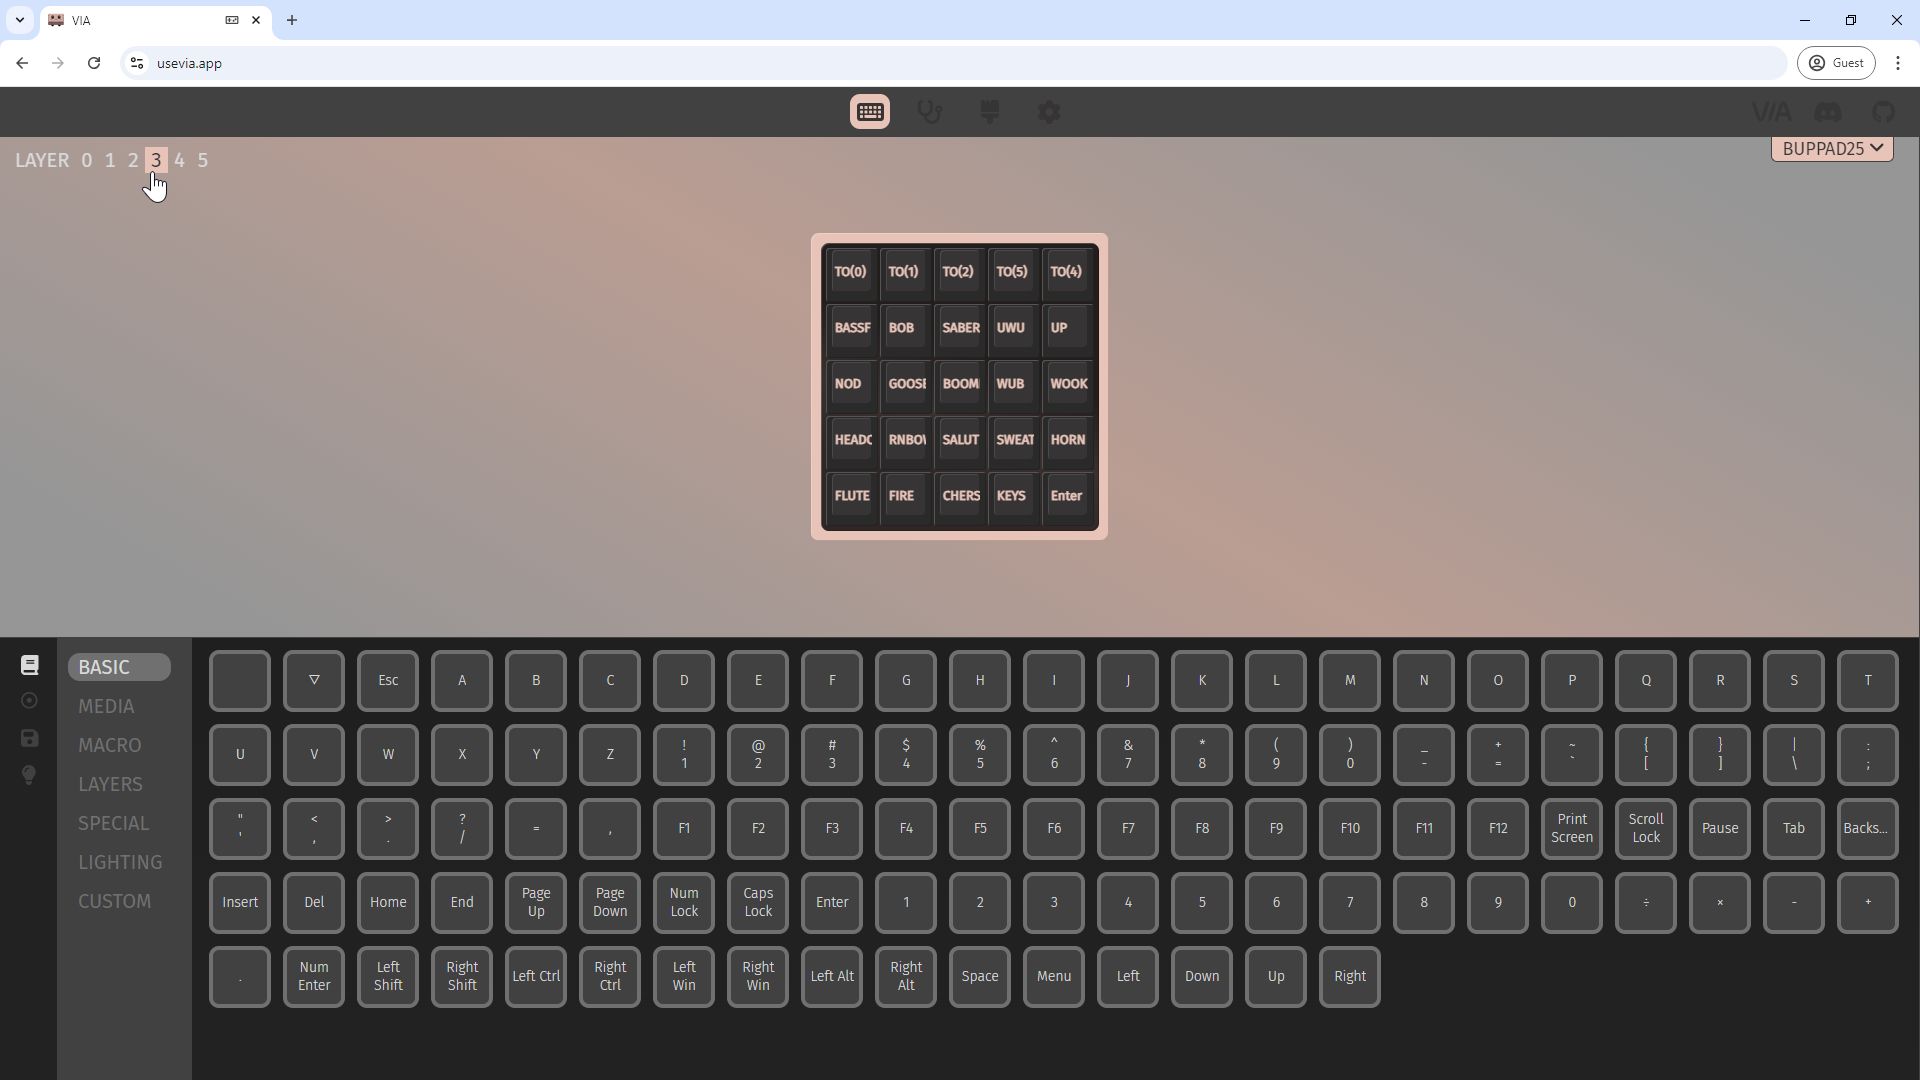 VIA
usevia.app
Guest
VIA
LAYER 0 1 2 3 4 5
BUPPAD25
TO(0) TO(1) TO(2) TO(5) TO(4)
BASSF BOB SABER UWU UP
NOD GOOSE BOOM WUB WOOK
HEADC RNBOW SALUT SWEAT HORN
FLUTE FIRE CHERS KEYS Enter
BASIC
MEDIA
MACRO
LAYERS
SPECIAL
LIGHTING
CUSTOM
▽ Esc A B C D E F G H I J K L M N O P Q R S T
U V W X Y Z ! @ # $ % ^ & * ( ) _ + ~ { } | :
1 2 3 4 5 6 7 8 9 0 - = ` [ ] \ ;
" < > ? = , F1 F2 F3 F4 F5 F6 F7 F8 F9 F10 F11 F12 Print Scroll Pause Tab Backs...
' , . / Screen Lock
Insert Del Home End Page Page Num Caps Enter 1 2 3 4 5 6 7 8 9 0 ÷ × - +
Up Down Lock Lock
. Num Left Right Left Ctrl Right Left Right Left Alt Right Space Menu Left Down Up Right
Enter Shift Shift Ctrl Win Win Alt